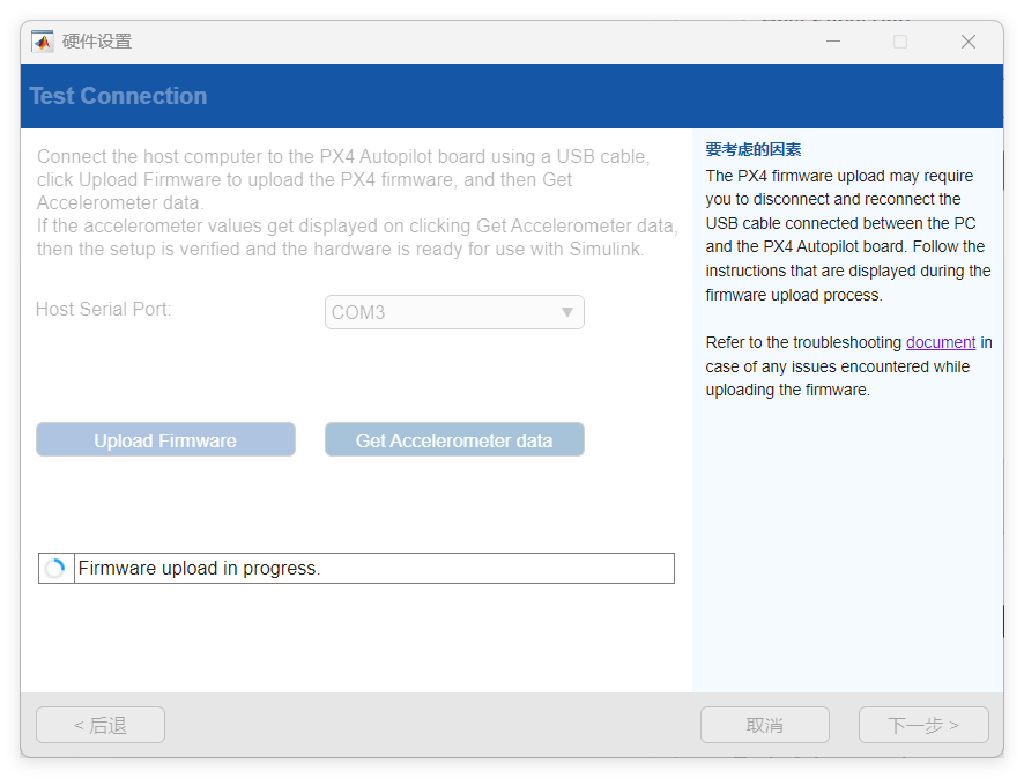 硬件设置
Test Connection
Connect the host computer to the PX4 Autopilot board using a USB cable,
click Upload Firmware to upload the PX4 firmware, and then Get
Accelerometer data.
If the accelerometer values get displayed on clicking Get Accelerometer data,
then the setup is verified and the hardware is ready for use with Simulink.
Host Serial Port:
COM3
Upload Firmware
Get Accelerometer data
Firmware upload in progress.
要考虑的因素
The PX4 firmware upload may require
you to disconnect and reconnect the
USB cable connected between the PC
and the PX4 Autopilot board. Follow the
instructions that are displayed during the
firmware upload process.
Refer to the troubleshooting document in
case of any issues encountered while
uploading the firmware.
< 后退
取消
下一步 >